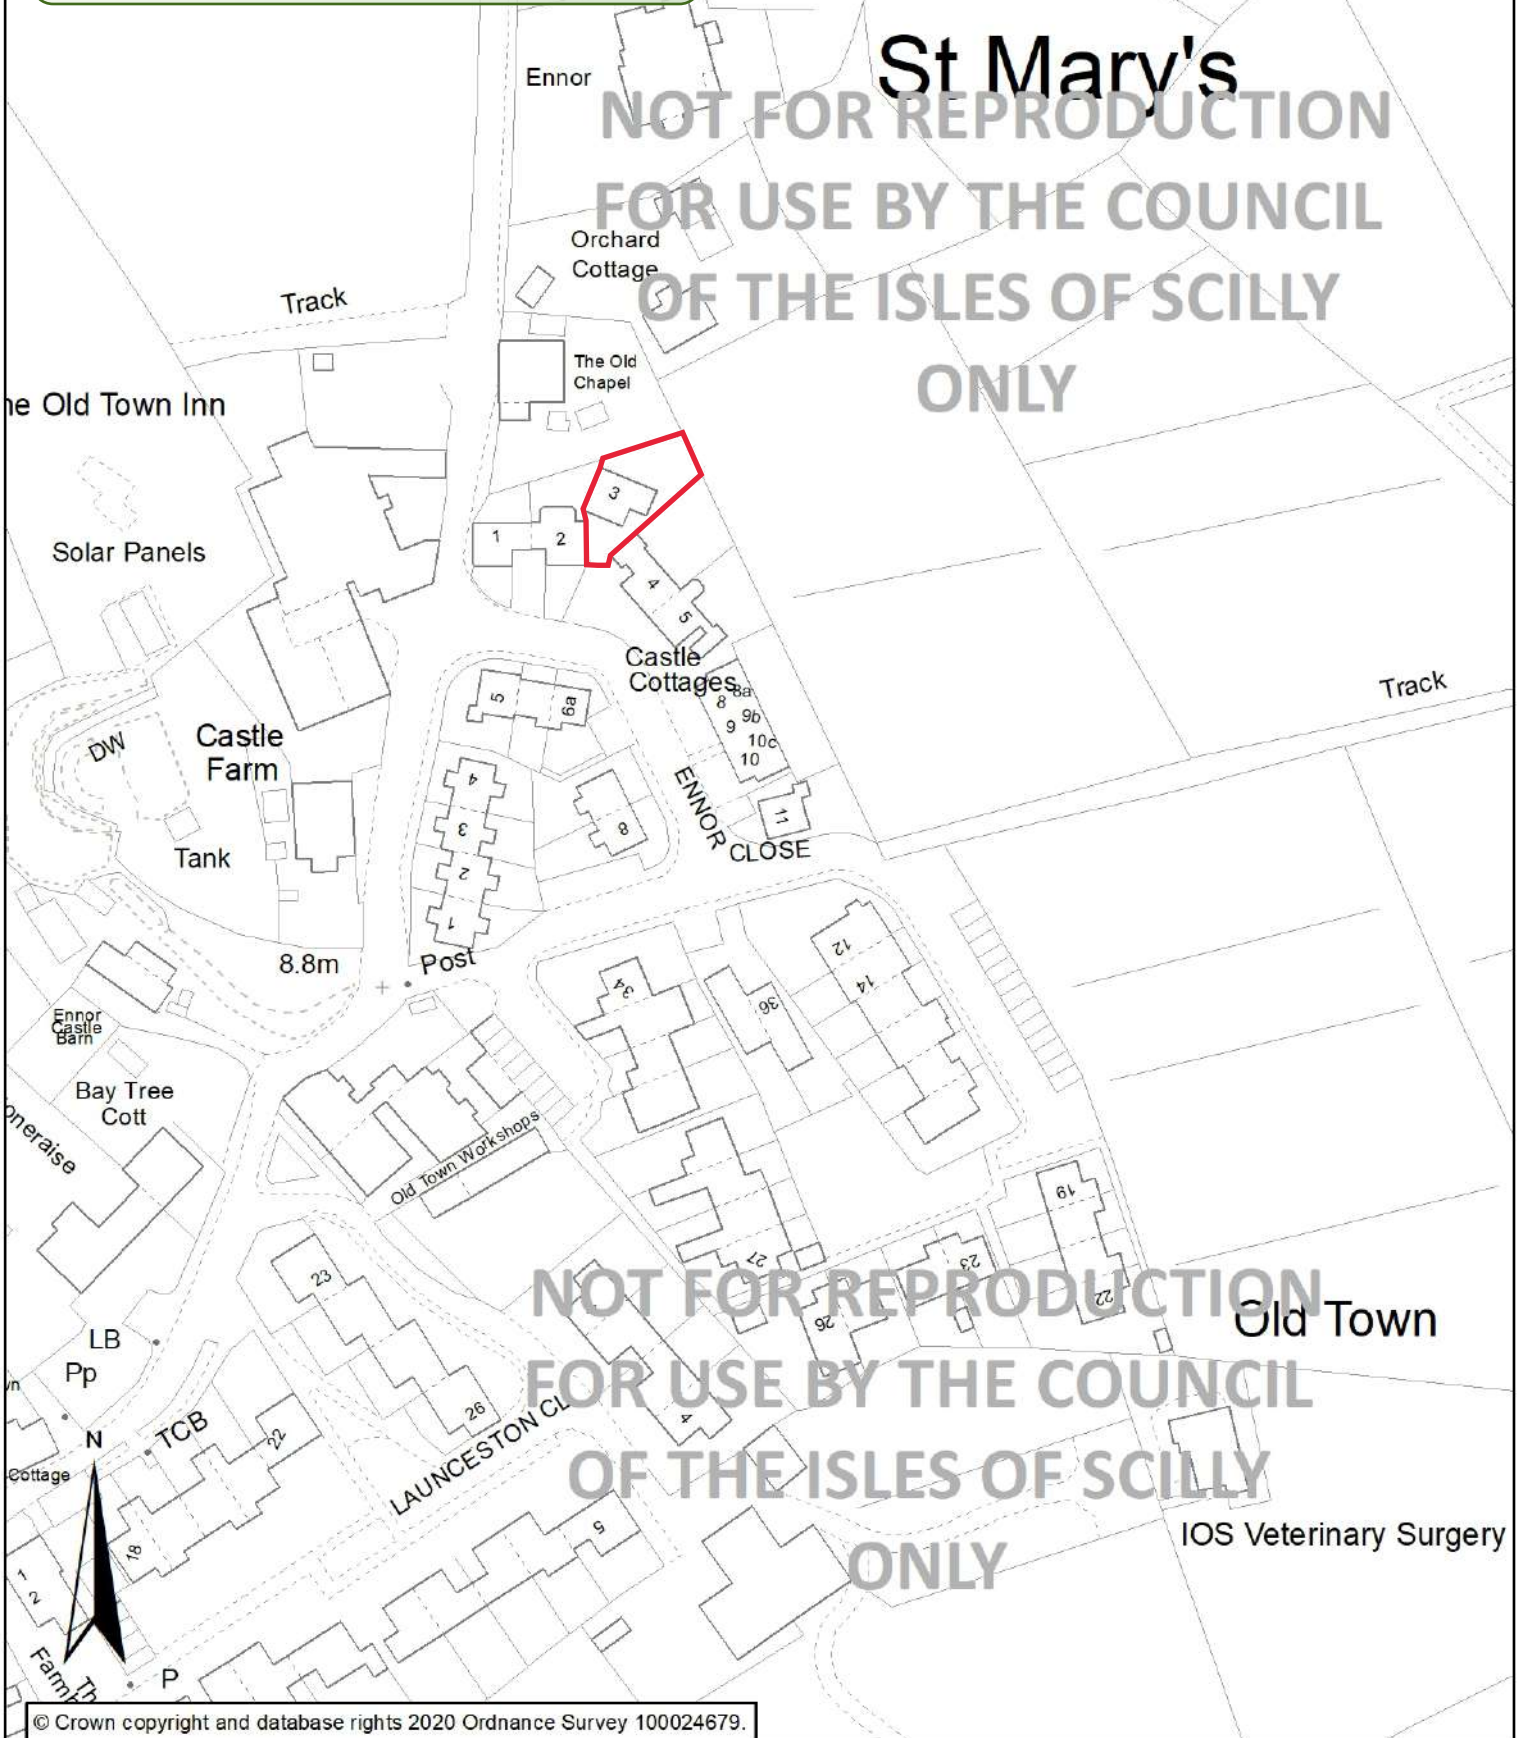 St Mary's
Ennor
NOT FOR REPRODUCTION
FOR USE BY THE COUNCIL
OF THE ISLES OF SCILLY
ONLY
Orchard
Cottage
Track
The Old
Chapel
he Old Town Inn
3
1
2
Solar Panels
4
5
Castle
Cottages
8a
8
9b
9
10c
10
Track
5
6a
DW
Castle
Farm
4
3
2
1
8
ENNOR
CLOSE
11
Tank
8.8m
Post
34
36
12
14
Ennor
Castle
Barn
Bay Tree
Cott
oneraise
Old Town Workshops
19
22
23
27
26
23
26
NOT FOR REPRODUCTION
FOR USE BY THE COUNCIL
OF THE ISLES OF SCILLY
ONLY
Old Town
LB
Pp
wn
TCB
22
4
LAUNCESTON CL
N
Cottage
18
5
IOS Veterinary Surgery
1
2
Th
Farmh
P
© Crown copyright and database rights 2020 Ordnance Survey 100024679.